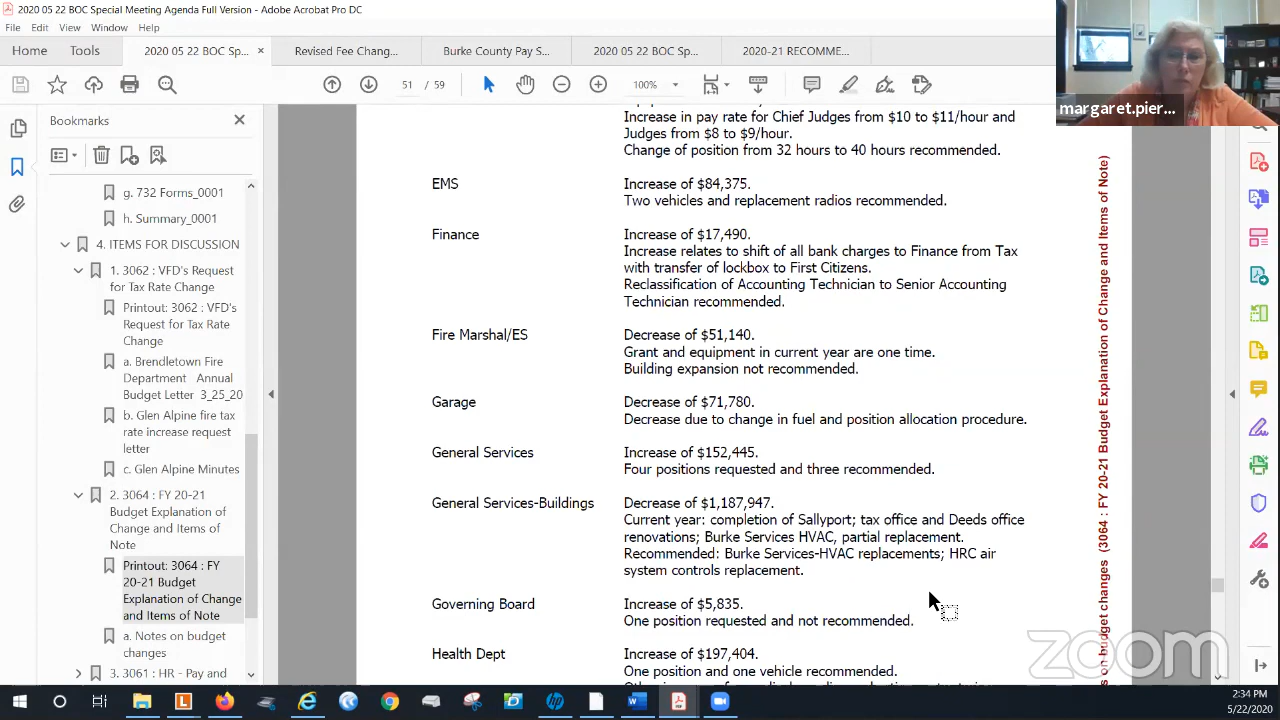 2020 05 22 BOC Special Meeting Agenda Full Version - Adobe Acrobat Pro DC
File Edit View Window Help
Home Tools 2020 05 22 BOC sp... × Revised Fee 2020 05 22 BOC Sp... 2020-21 RECOMME...
/ 59 100%
margaret.pier...
Bookmarks
g. 732 Forms_0001
h. Summary_0001
4. ITEMS FOR DISCUSSION
1. 3062 : VFD's Request
for Tax Rate Change
Printout: 3062 : VFD's
Request for Tax Rate
Change
a. Brendletown Fire
Department Annual
Budget Letter 3_25_20
b. Glen Alpine fire tax
rate increase request
letter
c. Glen Alpine Minutes
2. 3064 : FY 20-21
Budget Explanation of
Change and Items of
Note
Printout: 3064 : FY
20-21 Budget
Explanation of Change
and Items of Note
a. Notes on budget
changes
3. 3061 : HR - Pay and
Increase in pay rate for Chief Judges from $10 to $11/hour and
Judges from $8 to $9/hour.
Change of position from 32 hours to 40 hours recommended.
EMS Increase of $84,375.
Two vehicles and replacement radios recommended.
Finance Increase of $17,490.
Increase relates to shift of all bank charges to Finance from Tax
with transfer of lockbox to First Citizens.
Reclassification of Accounting Technician to Senior Accounting
Technician recommended.
Fire Marshal/ES Decrease of $51,140.
Grant and equipment in current year are one time.
Building expansion not recommended.
Garage Decrease of $71,780.
Decrease due to change in fuel and position allocation procedure.
General Services Increase of $152,445.
Four positions requested and three recommended.
General Services-Buildings Decrease of $1,187,947.
Current year: completion of Sallyport; tax office and Deeds office
renovations; Burke Services HVAC, partial replacement.
Recommended: Burke Services-HVAC replacements; HRC air
system controls replacement.
Governing Board Increase of $5,835.
One position requested and not recommended.
Health Dept Increase of $197,404.
One position and one vehicle recommended.
on budget changes (3064 : FY 20-21 Budget Explanation of Change and Items of Note)
zoom
2:34 PM
5/22/2020